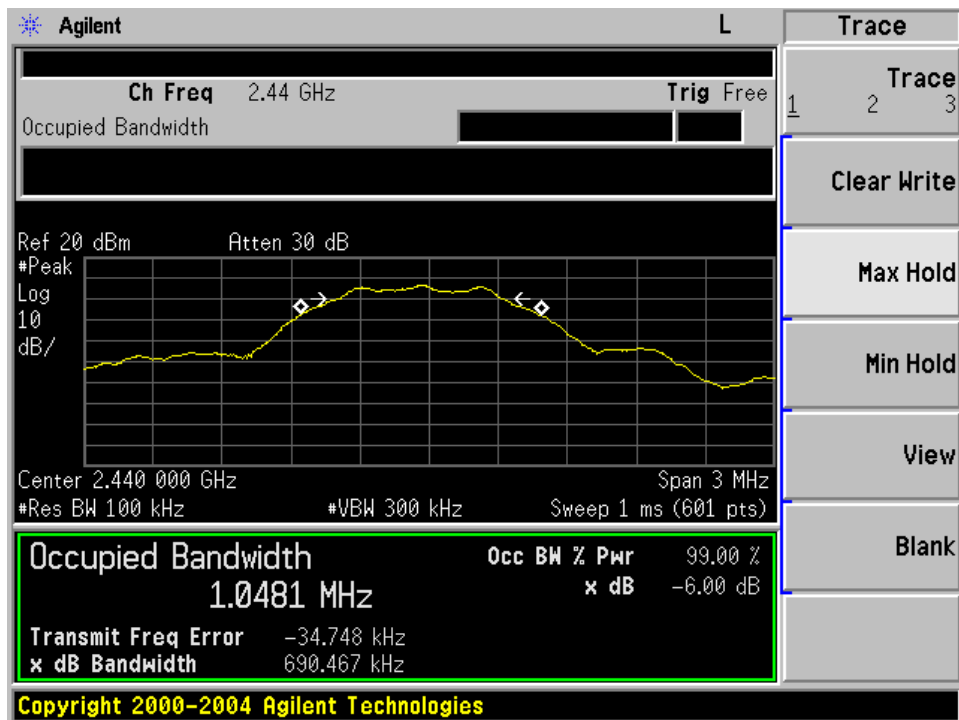 Agilent L Trace
Ch Freq 2.44 GHz Trig Free
Occupied Bandwidth
Trace
1 2 3
Clear Write
Max Hold
Min Hold
View
Blank
Ref 20 dBm Atten 30 dB
#Peak
Log
10
dB/
Center 2.440 000 GHz Span 3 MHz
#Res BW 100 kHz #VBW 300 kHz Sweep 1 ms (601 pts)
Occupied Bandwidth Occ BW % Pwr 99.00 %
1.0481 MHz x dB -6.00 dB
Transmit Freq Error -34.748 kHz
x dB Bandwidth 690.467 kHz
Copyright 2000-2004 Agilent Technologies